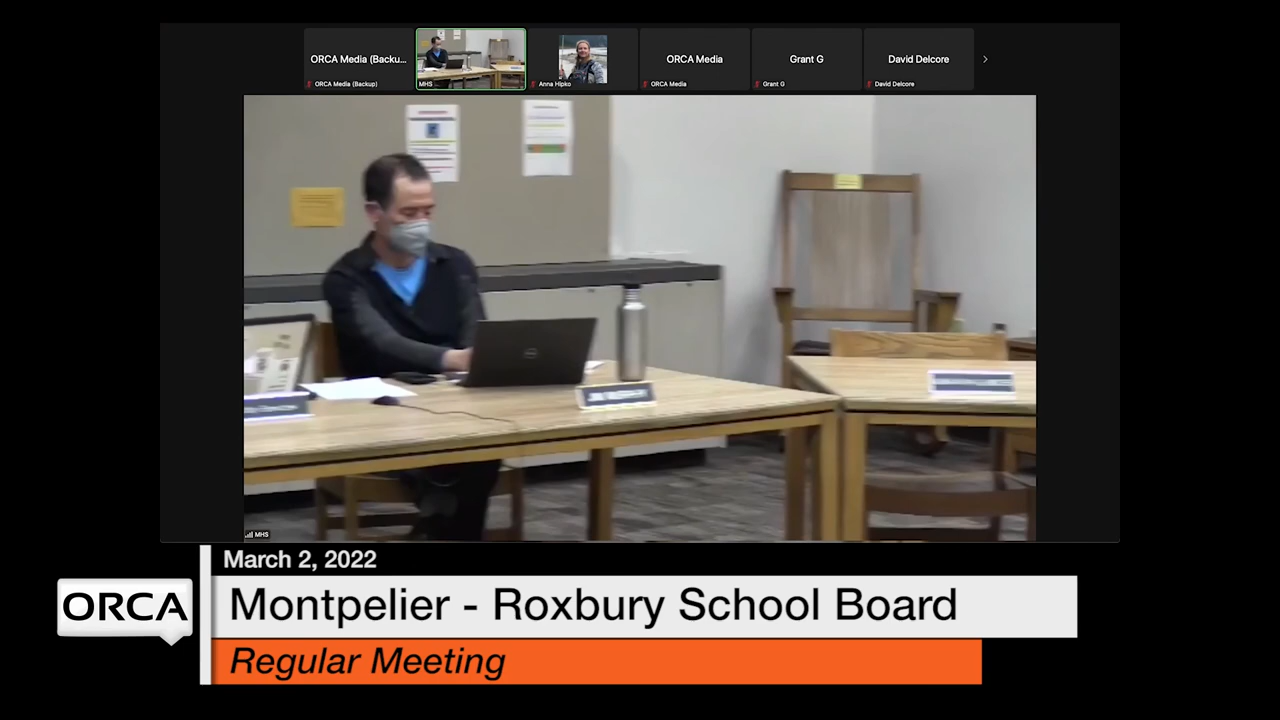 ORCA Media (Backu...
ORCA Media
Grant G
David Delcore
ORCA Media (Backup)
MHS
Anna Hipko
ORCA Media
Grant G
David Delcore
MHS
March 2, 2022
ORCA
Montpelier - Roxbury School Board
Regular Meeting